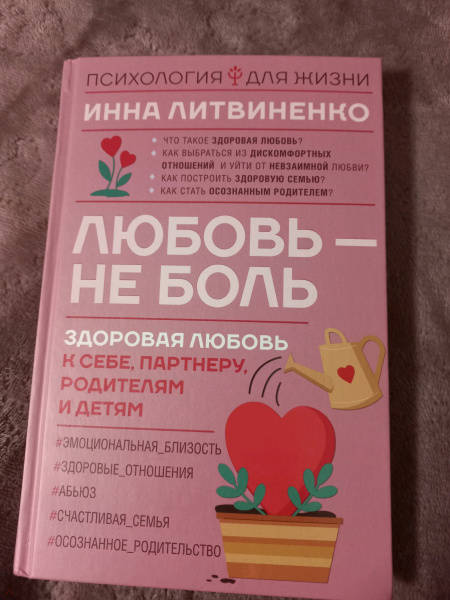 ПСИХОЛОГИЯ ДЛЯ ЖИЗНИ
ИННА ЛИТВИНЕНКО
• ЧТО ТАКОЕ ЗДОРОВАЯ ЛЮБОВЬ?
• КАК ВЫБРАТЬСЯ ИЗ ДИСКОМФОРТНЫХ
ОТНОШЕНИЙ И УЙТИ ОТ НЕВЗАИМНОЙ ЛЮБВИ?
• КАК ПОСТРОИТЬ ЗДОРОВУЮ СЕМЬЮ?
• КАК СТАТЬ ОСОЗНАННЫМ РОДИТЕЛЕМ?
ЛЮБОВЬ —
НЕ БОЛЬ
ЗДОРОВАЯ ЛЮБОВЬ
К СЕБЕ, ПАРТНЕРУ,
РОДИТЕЛЯМ
И ДЕТЯМ
#ЭМОЦИОНАЛЬНАЯ_БЛИЗОСТЬ
#ЗДОРОВЫЕ_ОТНОШЕНИЯ
#АБЬЮЗ
#СЧАСТЛИВАЯ_СЕМЬЯ
#ОСОЗНАННОЕ_РОДИТЕЛЬСТВО